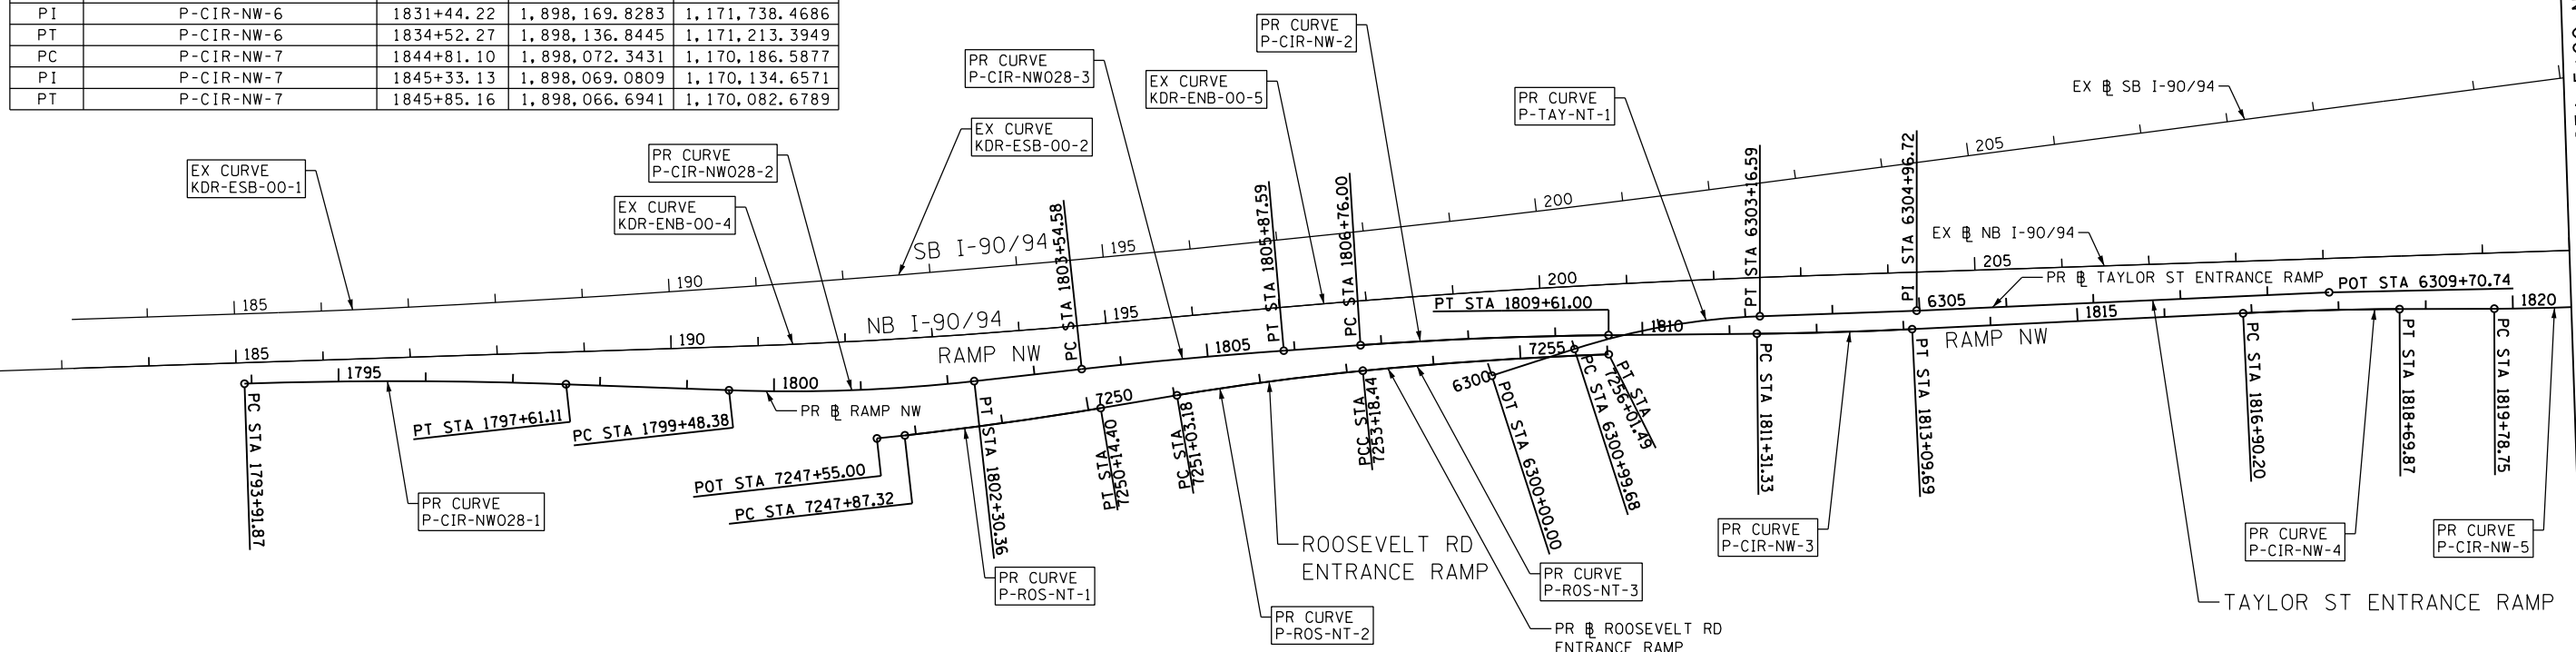 PI P-CIR-NW-6 1831+44.22 1,898,169.8283 1,171,738.4686
PT P-CIR-NW-6 1834+52.27 1,898,136.8445 1,171,213.3949
PC P-CIR-NW-7 1844+81.10 1,898,072.3431 1,170,186.5877
PI P-CIR-NW-7 1845+33.13 1,898,069.0809 1,170,134.6571
PT P-CIR-NW-7 1845+85.16 1,898,066.6941 1,170,082.6789
PR CURVE
P-CIR-NW-2
PR CURVE
P-CIR-NW028-3
EX CURVE
KDR-ENB-00-5
PR CURVE
P-TAY-NT-1
EX CURVE
KDR-ESB-00-2
PR CURVE
P-CIR-NW028-2
EX CURVE
KDR-ESB-00-1
EX CURVE
KDR-ENB-00-4
EX BL SB I-90/94
EX BL NB I-90/94
PR BL TAYLOR ST ENTRANCE RAMP
185
190
SB I-90/94
195
200
205
185
190
NB I-90/94
195
200
205
PC STA 1803+54.58
PT STA 1805+87.59
PC STA 1806+76.00
PT STA 1809+61.00
PT STA 6303+16.59
PI STA 6304+96.72
6305
POT STA 6309+70.74
1795
1800
RAMP NW
1805
1810
RAMP NW
1815
1820
PR BL RAMP NW
PC STA 1793+91.87
PT STA 1797+61.11
PC STA 1799+48.38
PT STA 1802+30.36
POT STA 7247+55.00
PC STA 7247+87.32
7250
PT STA
7250+14.40
PC STA
7251+03.18
PCC STA
7253+18.44
7255
6300
POT STA 6300+00.00
PC STA 6300+99.68
PT STA
7256+01.49
PC STA 1811+31.33
PT STA 1813+09.69
PC STA 1816+90.20
PT STA 1818+69.87
PC STA 1819+78.75
PR CURVE
P-CIR-NW028-1
PR CURVE
P-ROS-NT-1
ROOSEVELT RD
ENTRANCE RAMP
PR CURVE
P-ROS-NT-2
PR CURVE
P-ROS-NT-3
PR BL ROOSEVELT RD
ENTRANCE RAMP
PR CURVE
P-CIR-NW-3
PR CURVE
P-CIR-NW-4
PR CURVE
P-CIR-NW-5
TAYLOR ST ENTRANCE RAMP